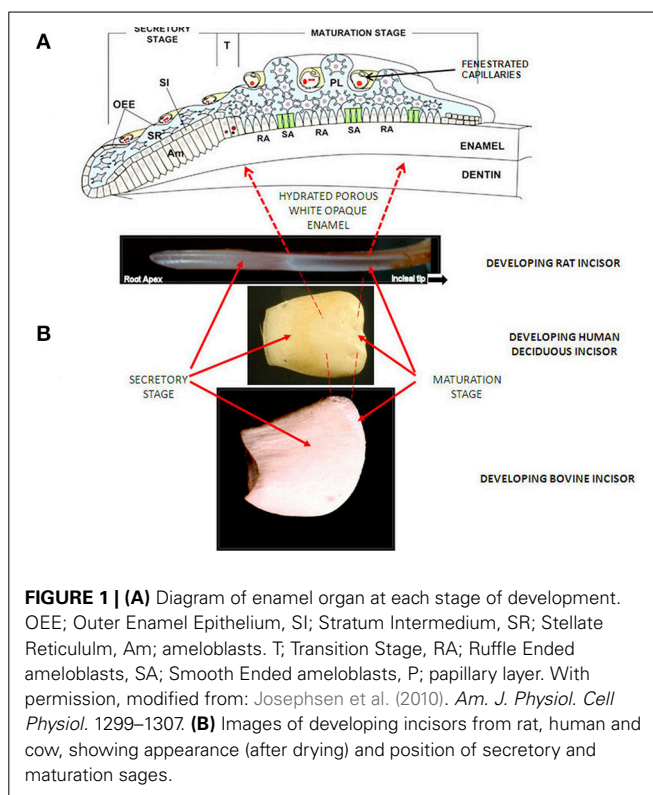 A
SECRETORY
STAGE
T
MATURATION STAGE
FENESTRATED
CAPILLARIES
PL
SI
OEE
SR
Am
RA
SA
RA
SA
RA
ENAMEL
DENTIN
HYDRATED POROUS
WHITE OPAQUE
ENAMEL
Root Apex
Incisal tip
DEVELOPING RAT INCISOR
B
DEVELOPING HUMAN
DECIDUOUS INCISOR
SECRETORY
STAGE
MATURATION
STAGE
DEVELOPING BOVINE INCISOR
FIGURE 1 | (A) Diagram of enamel organ at each stage of development.
OEE; Outer Enamel Epithelium, SI; Stratum Intermedium, SR; Stellate
Reticululm, Am; ameloblasts. T; Transition Stage, RA; Ruffle Ended
ameloblasts, SA; Smooth Ended ameloblasts, P; papillary layer. With
permission, modified from: Josephsen et al. (2010). Am. J. Physiol. Cell
Physiol. 1299–1307. (B) Images of developing incisors from rat, human and
cow, showing appearance (after drying) and position of secretory and
maturation sages.